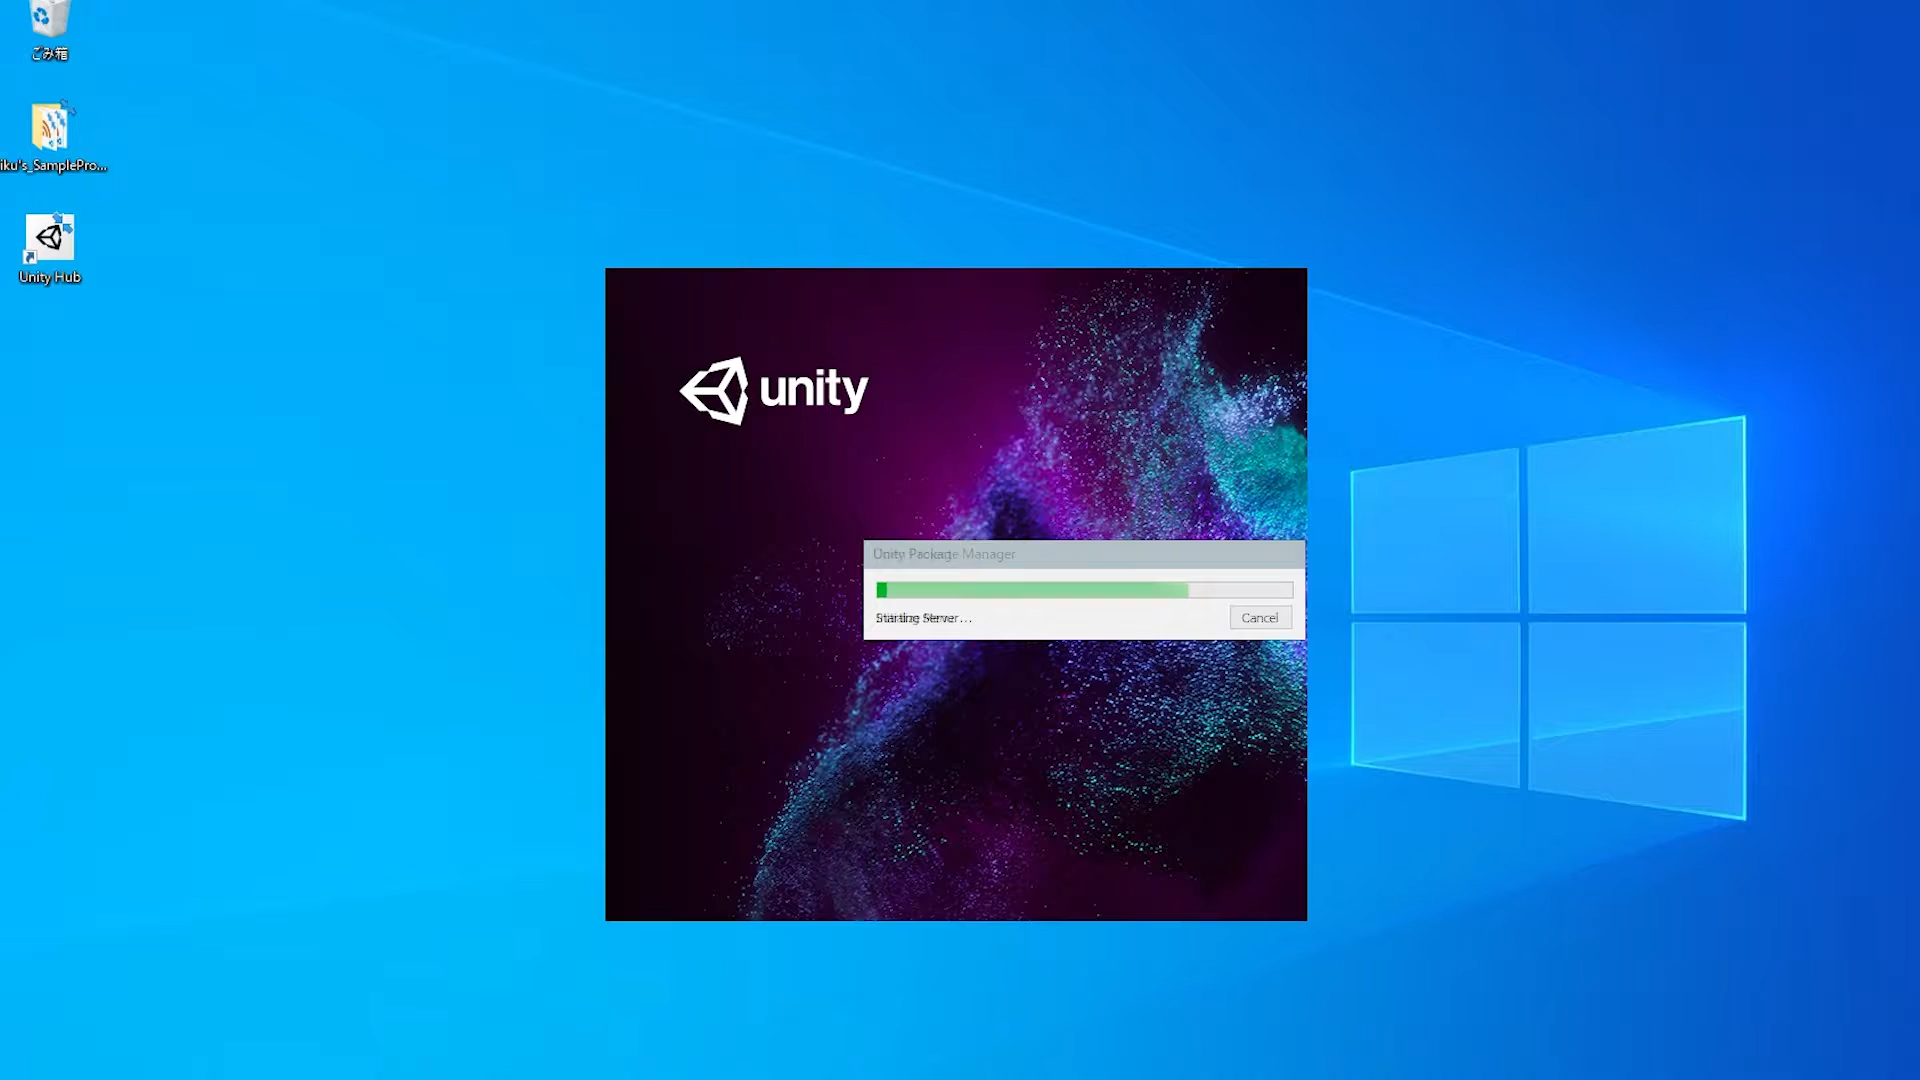 ごみ箱
iku's_SamplePro...
Unity Hub
unity
Unity Package Manager
Starting Server...
Cancel